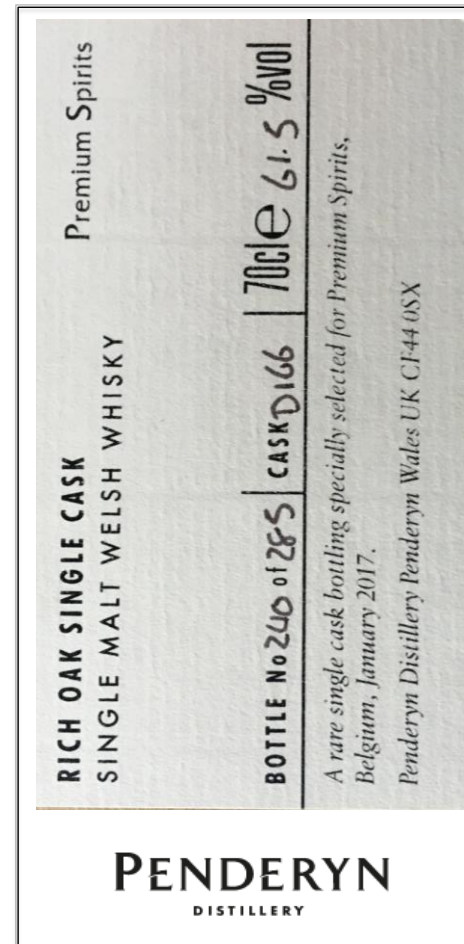 RICH OAK SINGLE CASK
SINGLE MALT WELSH WHISKY
Premium Spirits
BOTTLE No 240 of 285 | CASK D166 | 70cl e 61.5 %vol
A rare single cask bottling specially selected for Premium Spirits,
Belgium, January 2017.
Penderyn Distillery Penderyn Wales UK CF44 0SX
PENDERYN
DISTILLERY